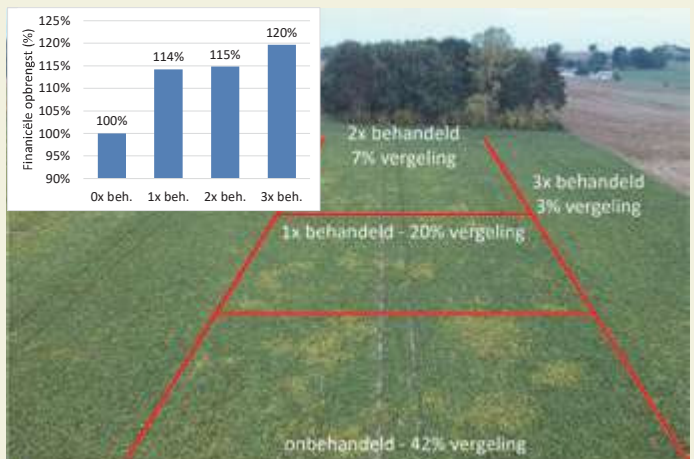 Finanicële opbrengst (%)
125%
120%
115%
110%
105%
100%
95%
90%
100%
114%
115%
120%
0x beh.
1x beh.
2x beh.
3x beh.
2x behandeld
7% vergeling
3x behandeld
3% vergeling
1x behandeld - 20% vergeling
onbehandeld - 42% vergeling